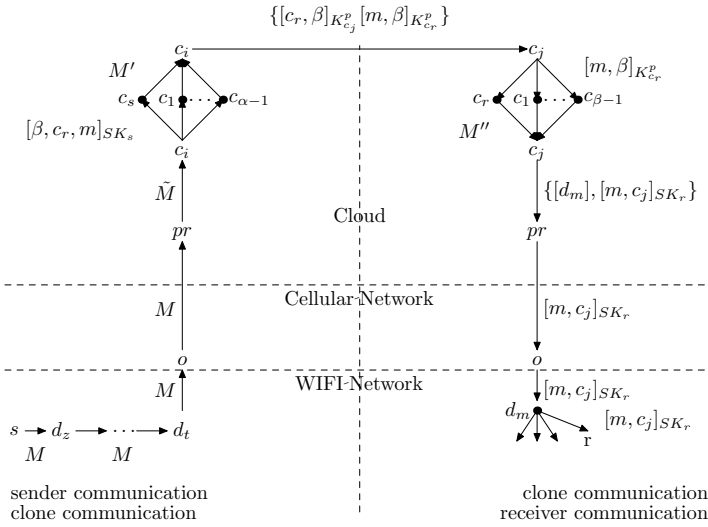 {[c_r, β]_{K^p_{c_j}} [m, β]_{K^p_{c_r}}}
c_i c_j
M′ [m, β]_{K^p_{c_r}}
c_s c_1 ····· c_{α−1} c_r c_1 ····· c_{β−1}
[β, c_r, m]_{SK_s} M″
c_i c_j
M̃ {[d_m], [m, c_j]_{SK_r}}
Cloud
pr pr
Cellular Network
M [m, c_j]_{SK_r}
o o
WIFI Network
M [m, c_j]_{SK_r}
d_m [m, c_j]_{SK_r}
s d_z ··· d_t r
M M
sender communication clone communication
clone communication receiver communication